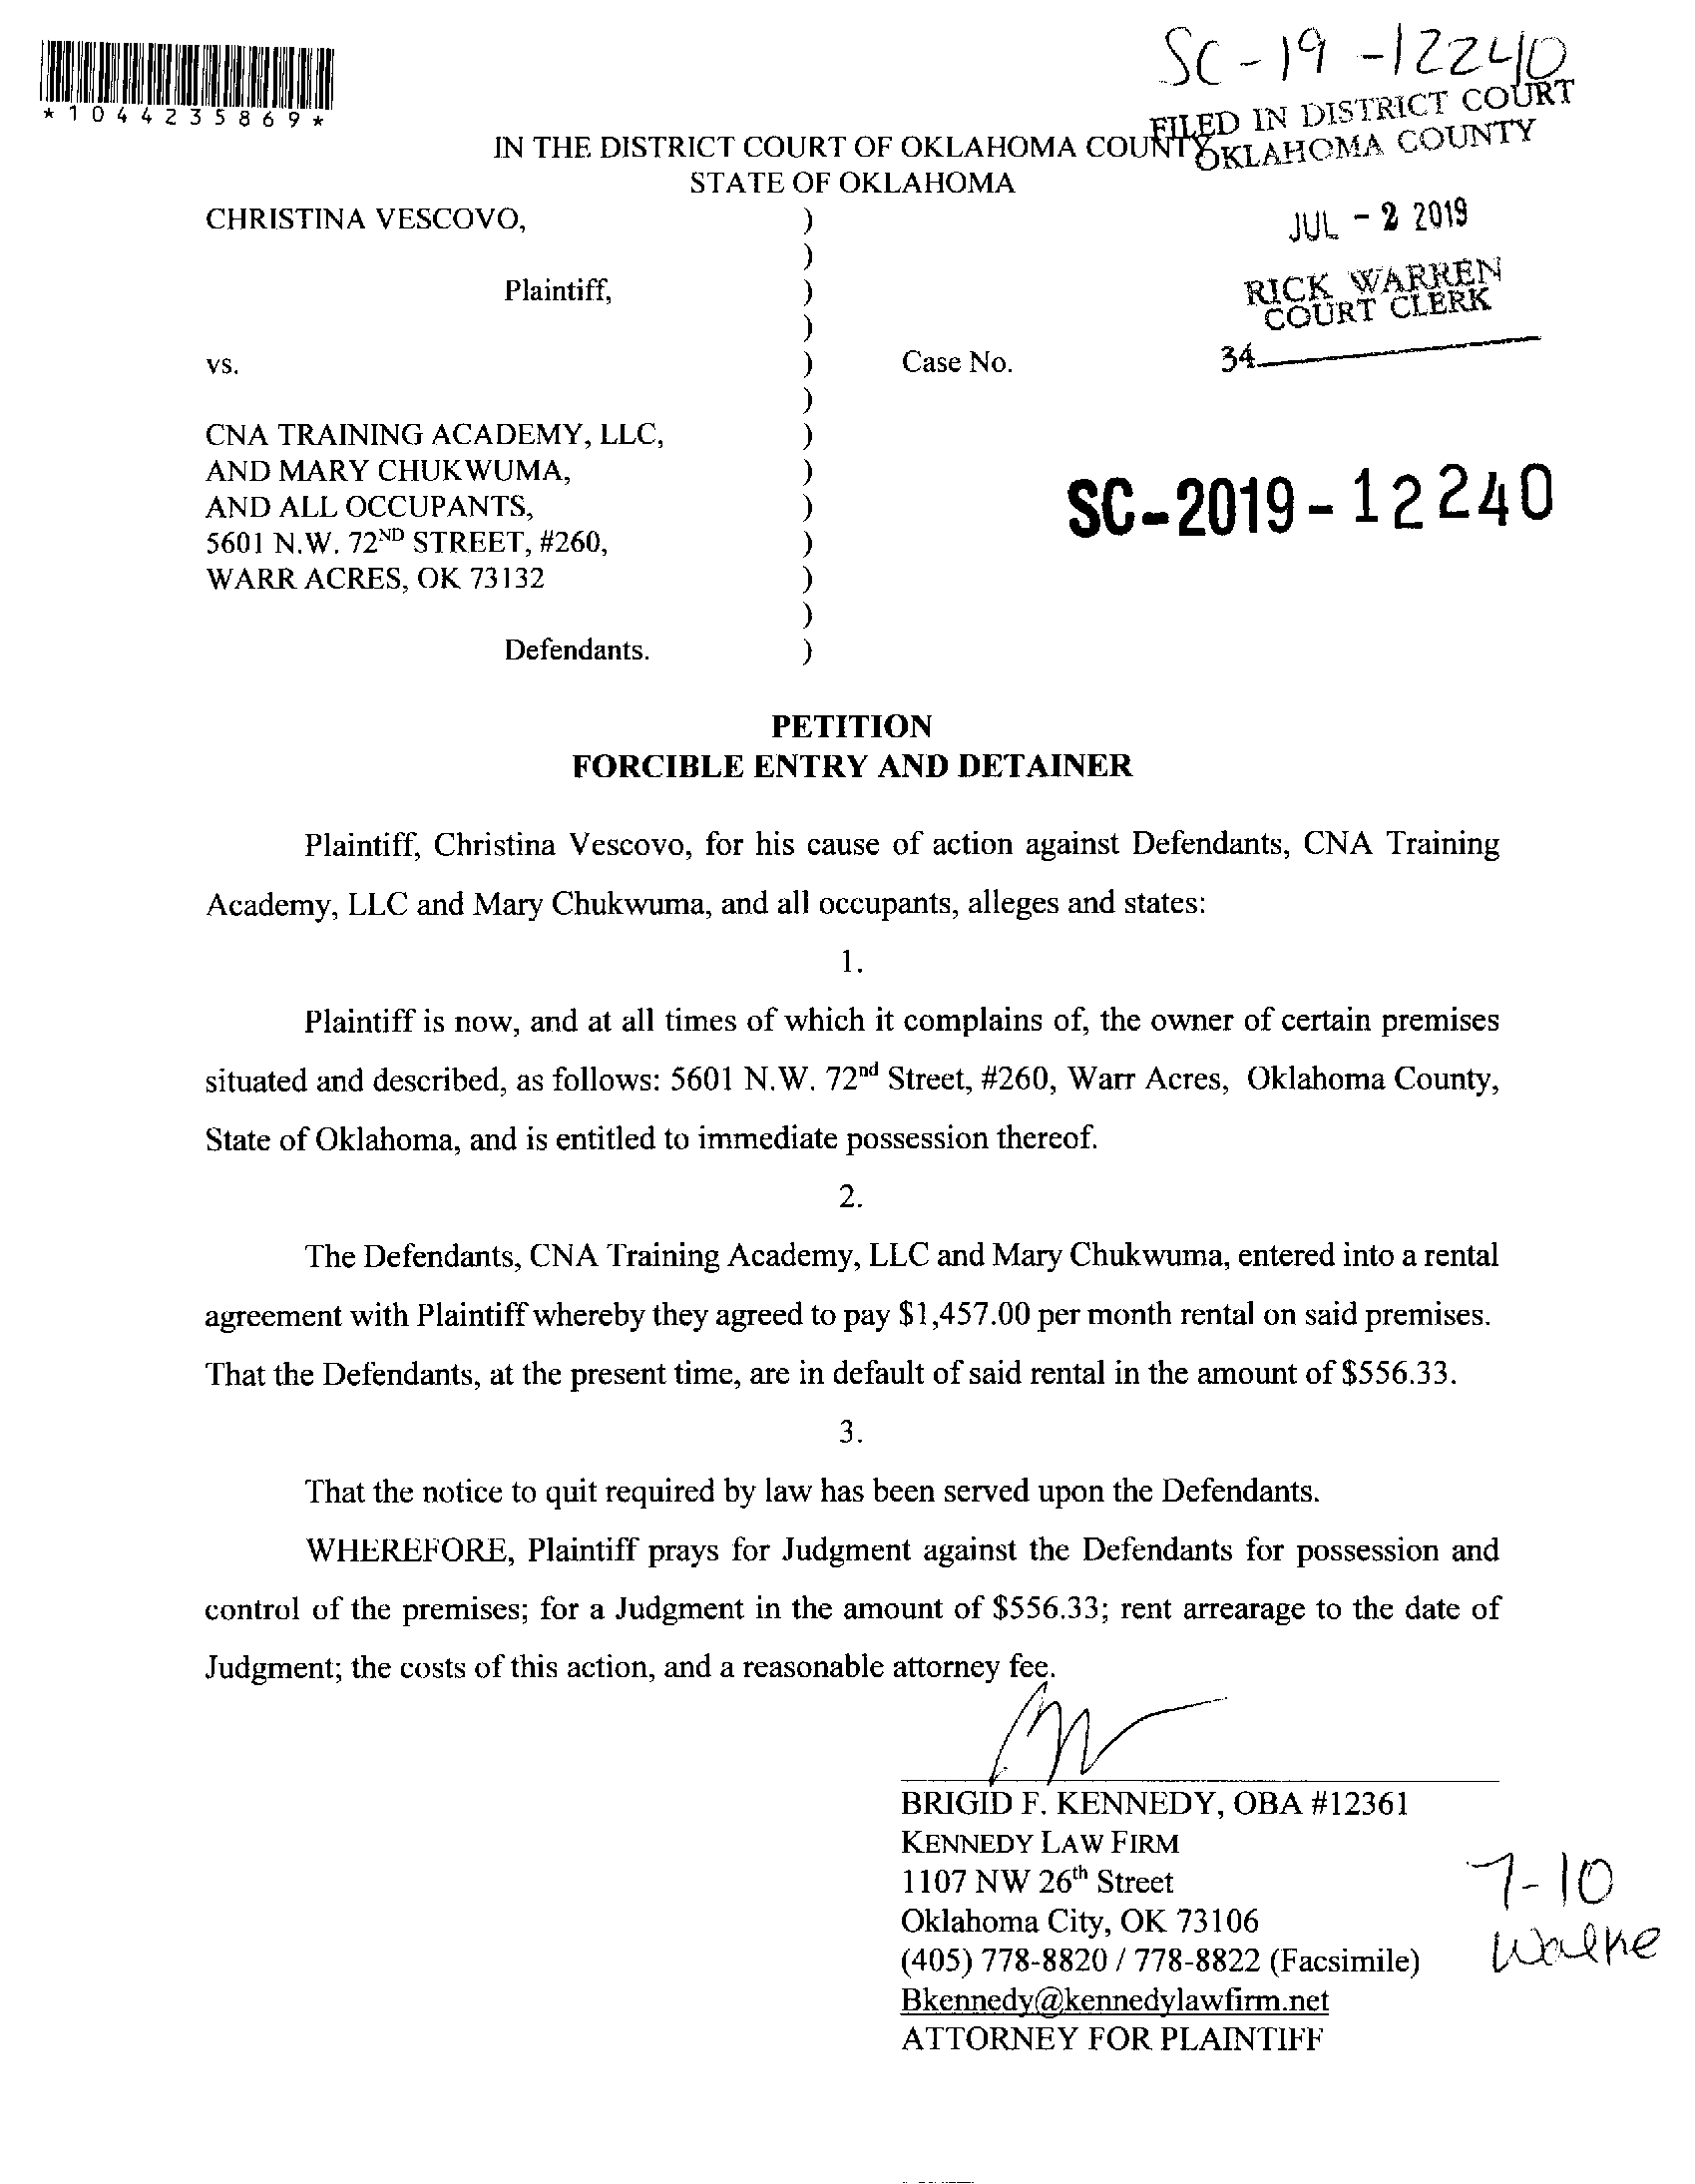 SC-19-12240
*1044235869*
FILED IN DISTRICT COURT
OKLAHOMA COUNTY
IN THE DISTRICT COURT OF OKLAHOMA COUNTY
STATE OF OKLAHOMA
JUL - 2 2019
RICK WARREN
COURT CLERK
34
CHRISTINA VESCOVO, )
)
Plaintiff, )
)
vs. ) Case No.
)
CNA TRAINING ACADEMY, LLC, )
AND MARY CHUKWUMA, )
AND ALL OCCUPANTS, ) SC-2019-12240
5601 N.W. 72ND STREET, #260, )
WARR ACRES, OK 73132 )
)
Defendants. )
PETITION
FORCIBLE ENTRY AND DETAINER
Plaintiff, Christina Vescovo, for his cause of action against Defendants, CNA Training
Academy, LLC and Mary Chukwuma, and all occupants, alleges and states:
1.
Plaintiff is now, and at all times of which it complains of, the owner of certain premises
situated and described, as follows: 5601 N.W. 72nd Street, #260, Warr Acres, Oklahoma County,
State of Oklahoma, and is entitled to immediate possession thereof.
2.
The Defendants, CNA Training Academy, LLC and Mary Chukwuma, entered into a rental
agreement with Plaintiff whereby they agreed to pay $1,457.00 per month rental on said premises.
That the Defendants, at the present time, are in default of said rental in the amount of $556.33.
3.
That the notice to quit required by law has been served upon the Defendants.
WHEREFORE, Plaintiff prays for Judgment against the Defendants for possession and
control of the premises; for a Judgment in the amount of $556.33; rent arrearage to the date of
Judgment; the costs of this action, and a reasonable attorney fee.
BRIGID F. KENNEDY, OBA #12361
KENNEDY LAW FIRM
1107 NW 26th Street
Oklahoma City, OK 73106
(405) 778-8820 / 778-8822 (Facsimile)
Bkennedy@kennedylawfirm.net
ATTORNEY FOR PLAINTIFF
7-10
Walke